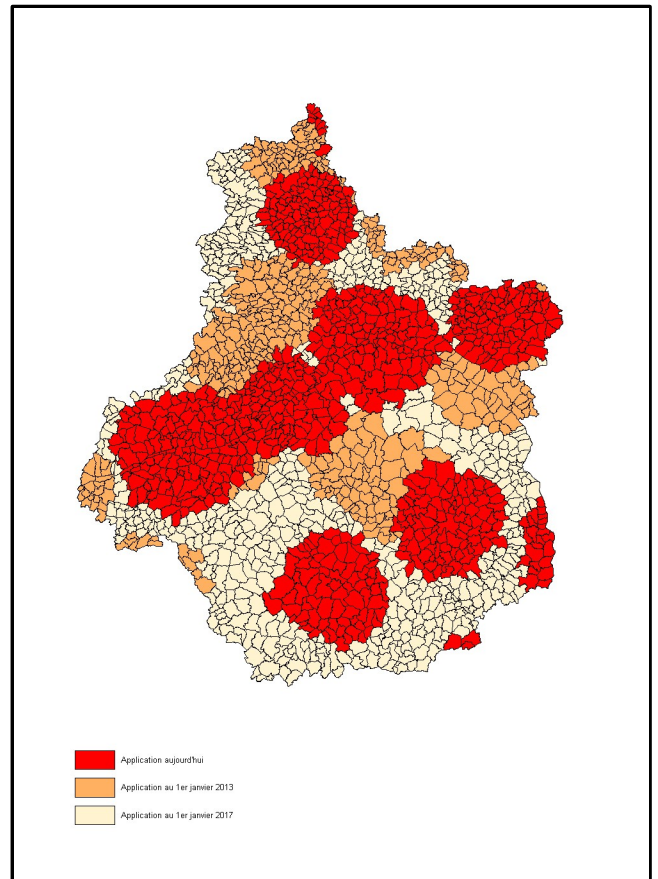 Application aujourd'hui
Application au 1er janvier 2013
Application au 1er janvier 2017